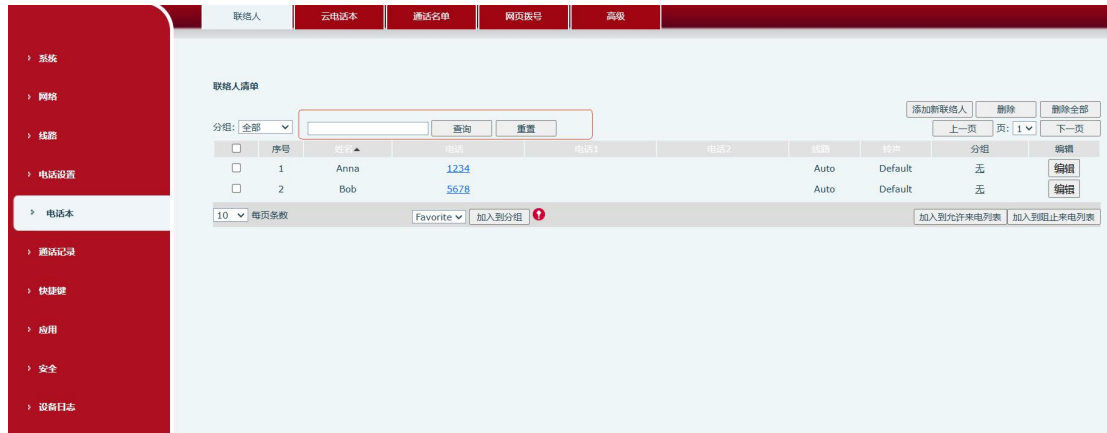 联络人 云电话本 通话名单 网页拨号 高级
系统
网络
线路
电话设置
电话本
通话记录
快捷键
应用
安全
设备日志
联络人清单
添加新联络人 删除 删除全部
分组: 全部 查询 重置 上一页 页: 1 下一页
序号 姓名 电话 电话1 电话2 线路 铃声 分组 编辑
1 Anna 1234 Auto Default 无 编辑
2 Bob 5678 Auto Default 无 编辑
10 每页条数 Favorite 加入到分组 加入到允许来电列表 加入到阻止来电列表